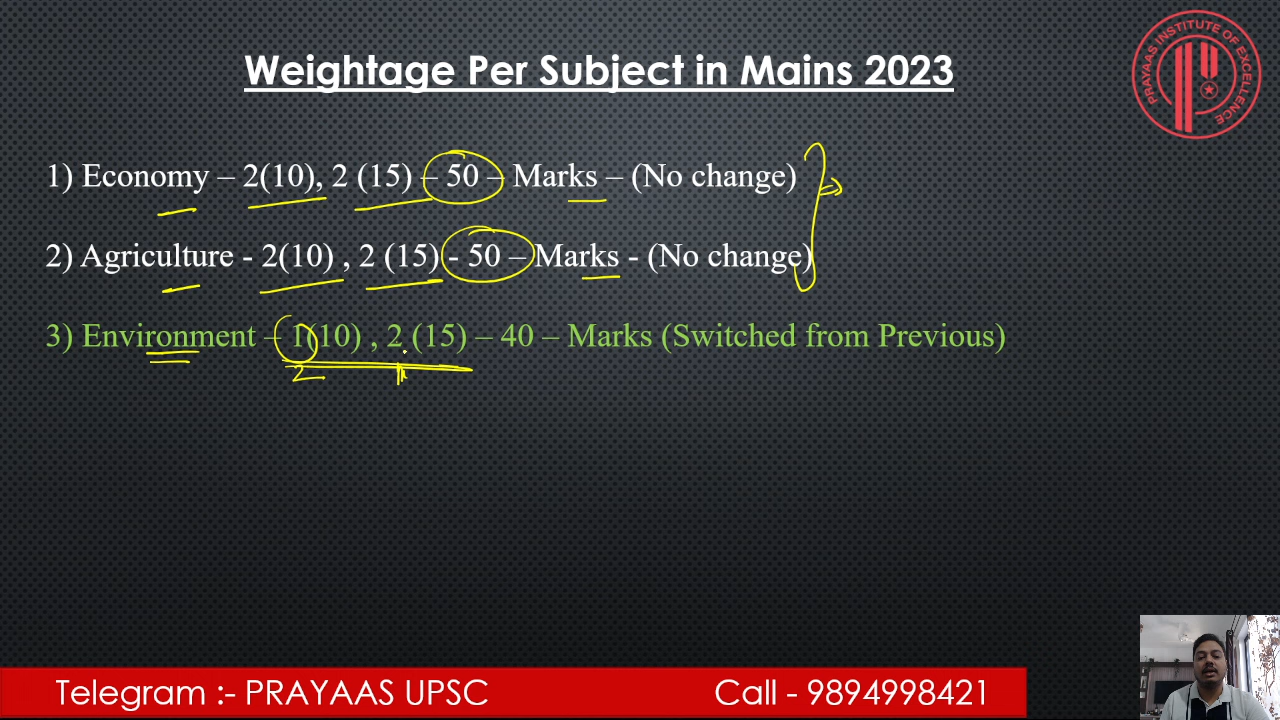 Weightage Per Subject in Mains 2023
PRAYAAS INSTITUTE OF EXCELLENCE
1) Economy – 2(10), 2 (15) – 50 – Marks – (No change)
2) Agriculture - 2(10) , 2 (15) - 50 – Marks - (No change)
3) Environment – 1(10) , 2 (15) – 40 – Marks (Switched from Previous)
2
Telegram :- PRAYAAS UPSC
Call - 9894998421